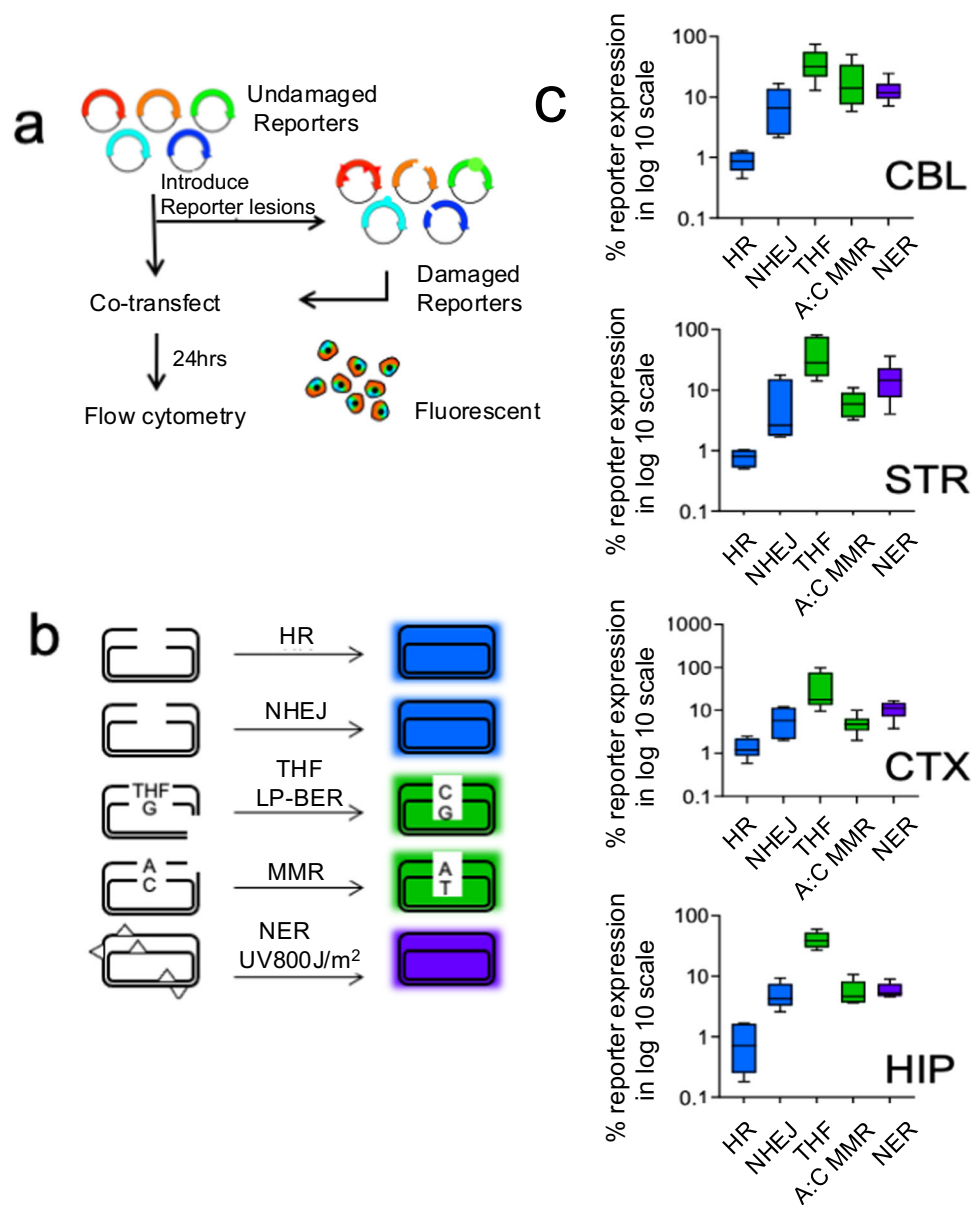 a
Undamaged
Reporters
Introduce
Reporter lesions
Damaged
Reporters
Co-transfect
24hrs
Flow cytometry
Fluorescent
b
HR
NHEJ
THF
LP-BER
THF
G
C
G
MMR
A
C
A
T
NER
UV800J/m²
c
% reporter expression
in log 10 scale
100
10
1
0.1
CBL
HR
NHEJ
THF
A:C MMR
NER
% reporter expression
in log 10 scale
100
10
1
0.1
STR
HR
NHEJ
THF
A:C MMR
NER
% reporter expression
in log 10 scale
1000
100
10
1
0.1
CTX
HR
NHEJ
THF
A:C MMR
NER
% reporter expression
in log 10 scale
100
10
1
0.1
HIP
HR
NHEJ
THF
A:C MMR
NER